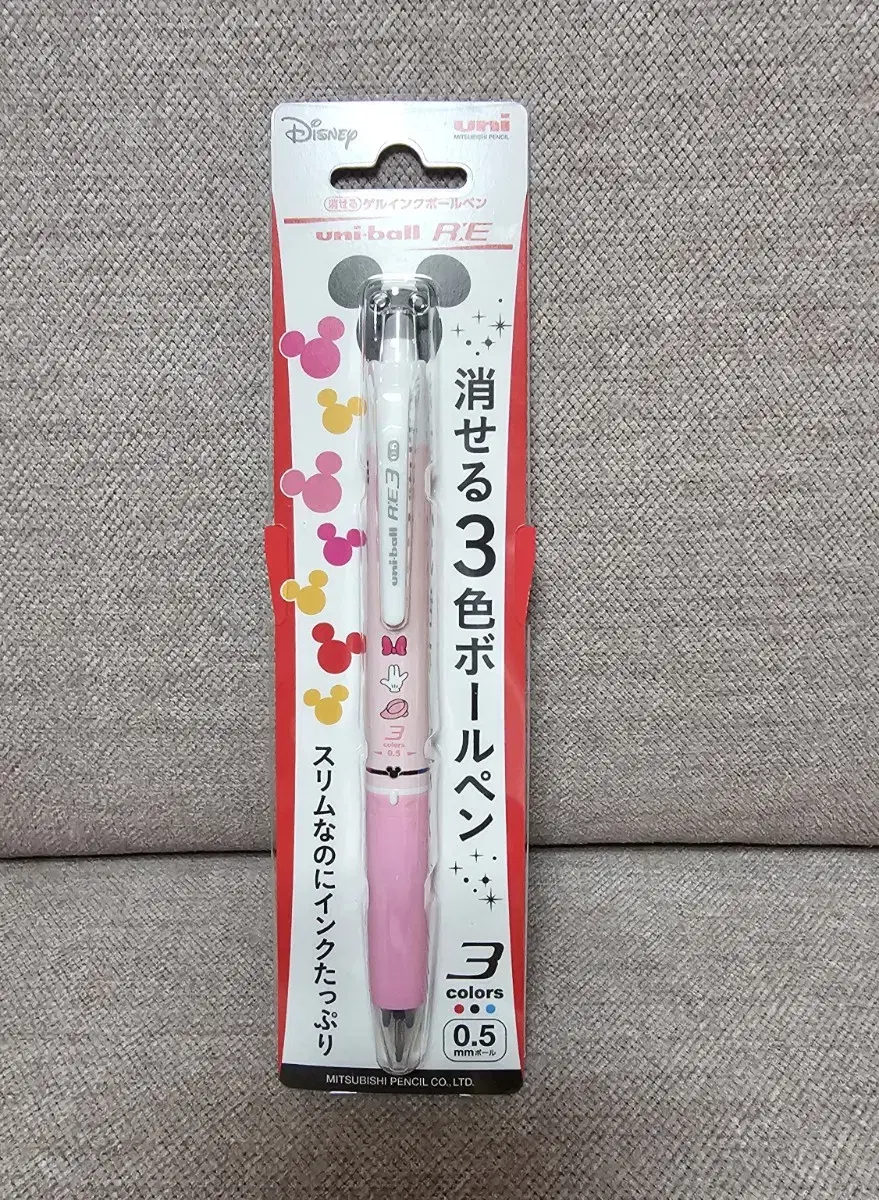 Disney
uni
MITSUBISHI PENCIL
消せる ゲルインクボールペン
uni-ball R:E
消せる3色ボールペン
uni-ball R:E3
3
colors
0.5
スリムなのにインクたっぷり
3
colors
0.5
mmボール
MITSUBISHI PENCIL CO., LTD.